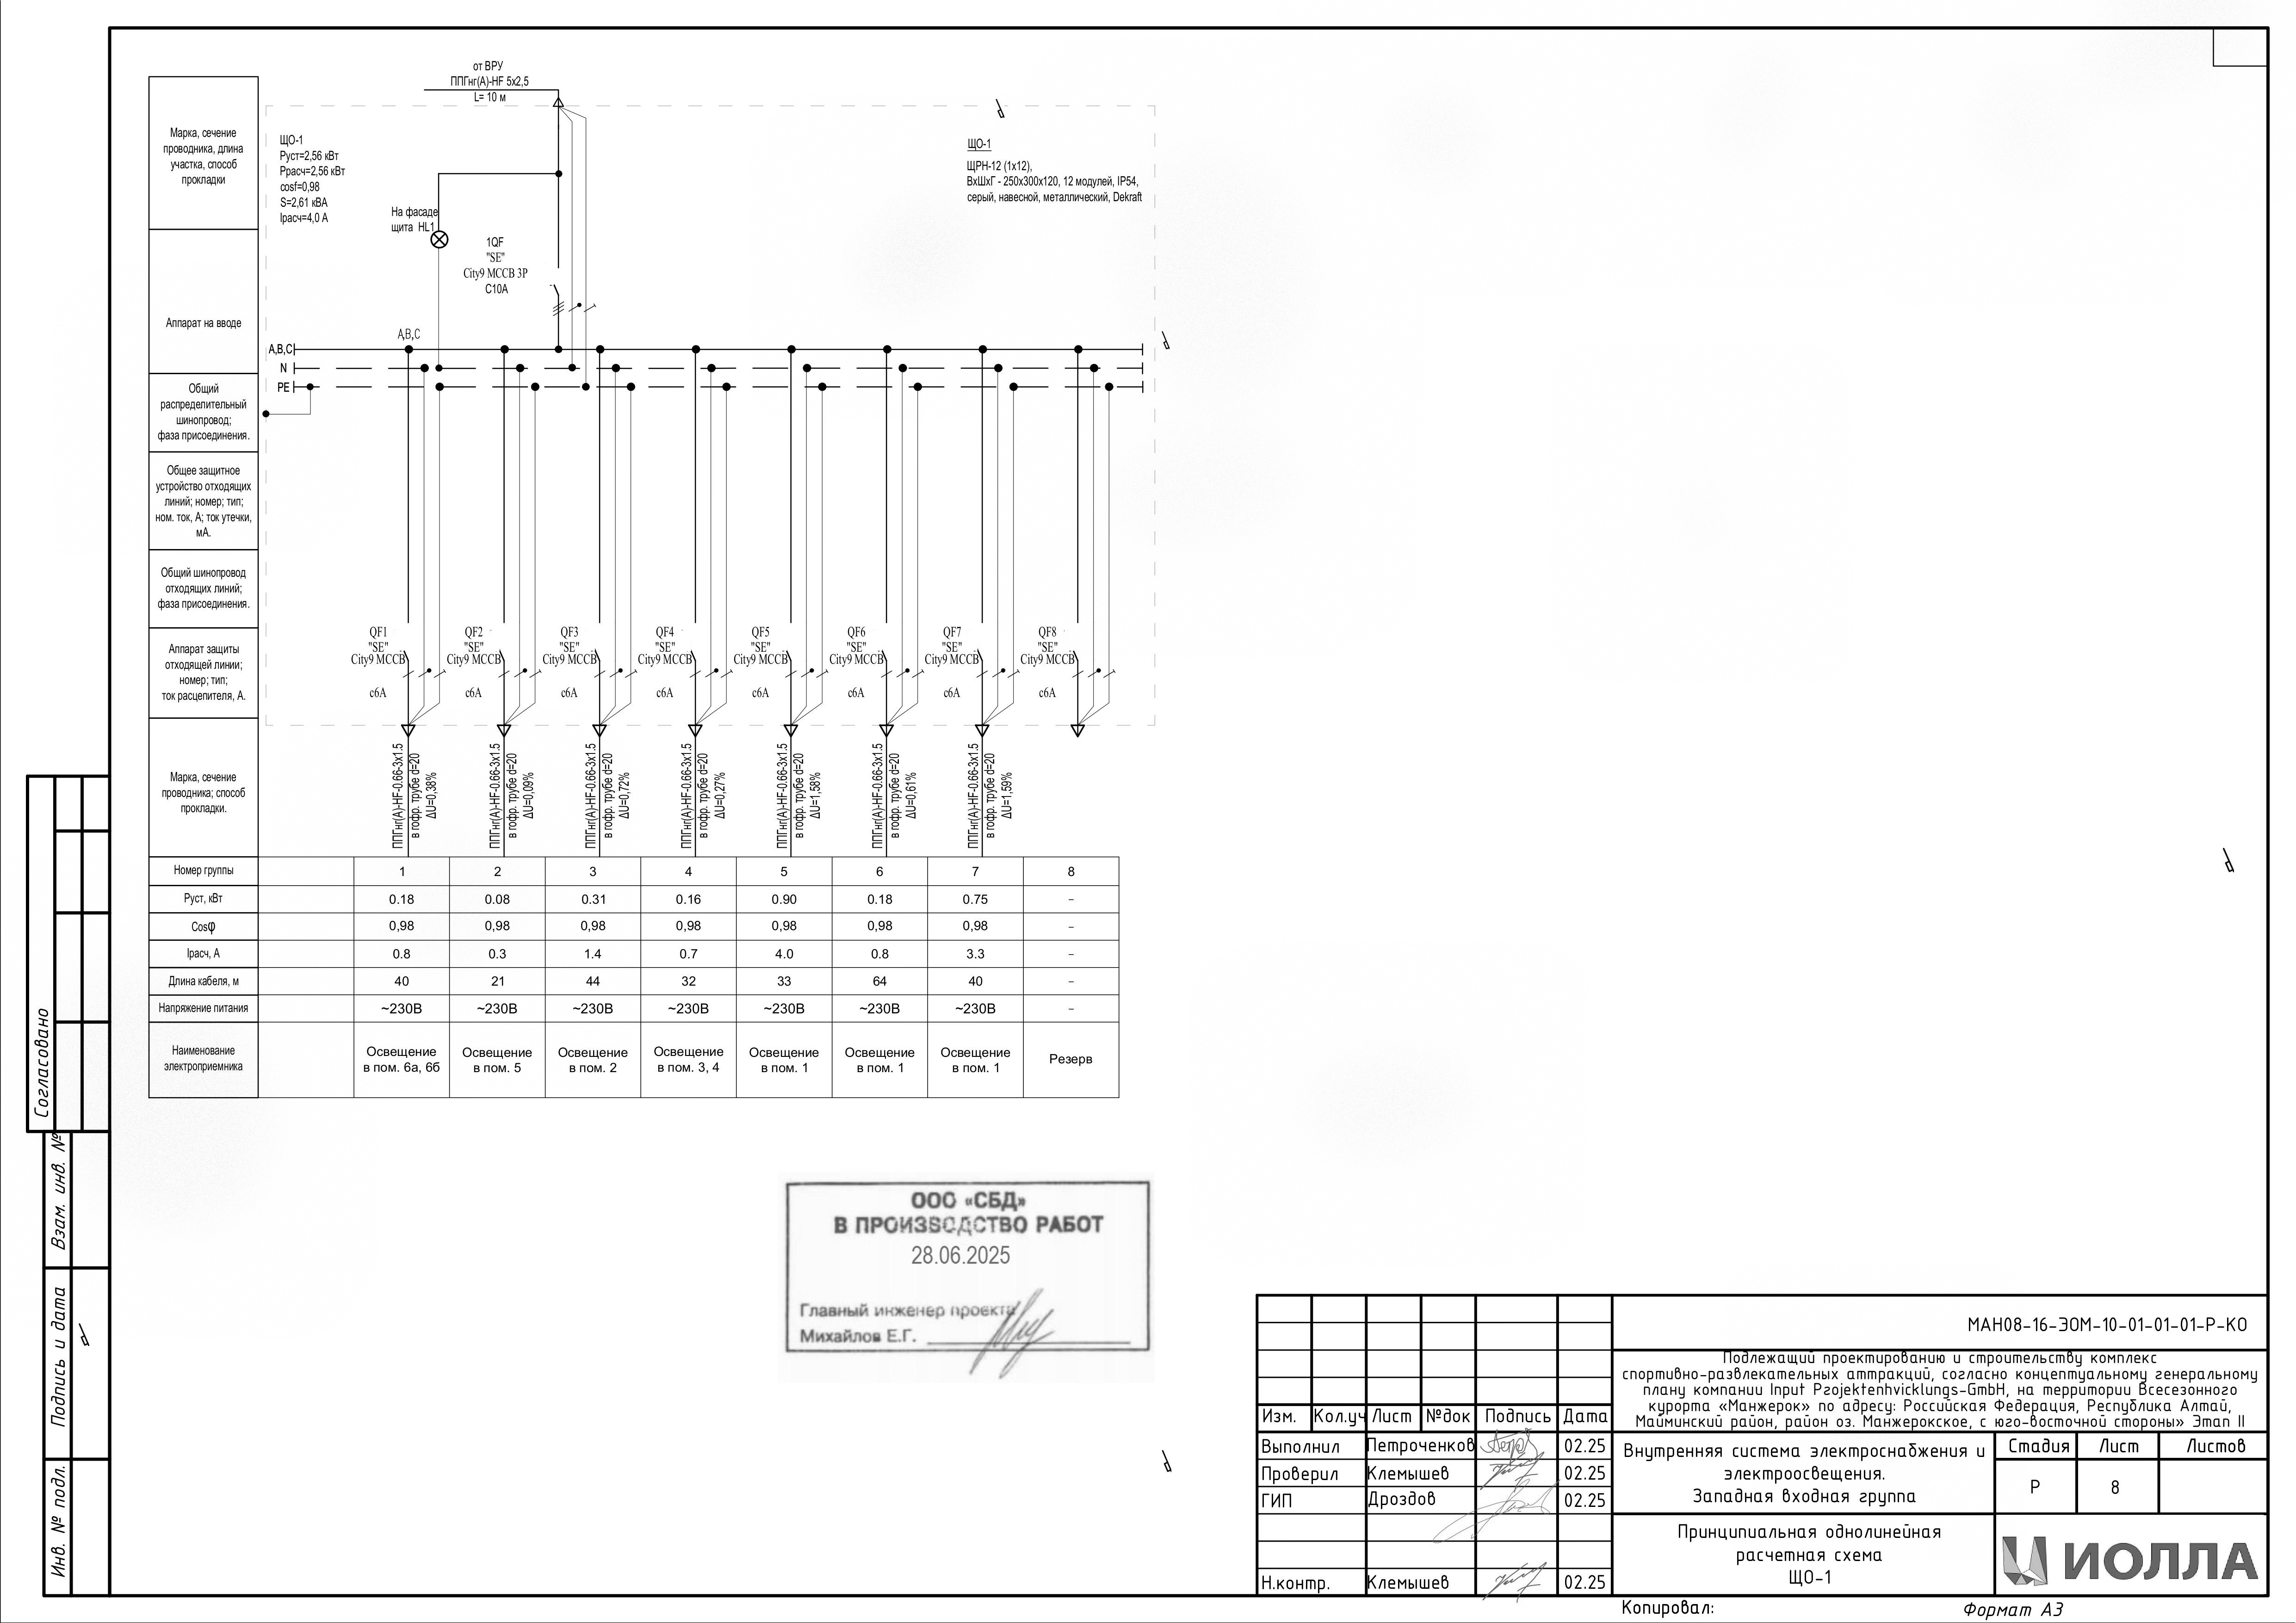 от ВРУ
ППГнг(А)-HF 5х2,5
L= 10 м
Марка, сечение
проводника, длина
участка, способ
прокладки
ЩО-1
Руст=2,56 кВт
Ррасч=2,56 кВт
cosf=0,98
S=2,61 кВА
Iрасч=4,0 А
ЩО-1
ЩРН-12 (1х12),
ВхШхГ - 250х300х120, 12 модулей, IP54,
серый, навесной, металлический, Dekraft
На фасаде
щита HL1
1QF
"SE"
City9 MCCB 3P
C10A
Аппарат на вводе
А,В,С
А,В,С
N
PE
Общий
распределительный
шинопровод;
фаза присоединения.
Общее защитное
устройство отходящих
линий; номер; тип;
ном. ток, А; ток утечки,
мА.
Общий шинопровод
отходящих линий;
фаза присоединения.
Аппарат защиты
отходящей линии;
номер; тип;
ток расцепителя, А.
QF1 QF2 QF3 QF4 QF5 QF6 QF7 QF8
"SE" "SE" "SE" "SE" "SE" "SE" "SE" "SE"
City9 MCCB City9 MCCB City9 MCCB City9 MCCB City9 MCCB City9 MCCB City9 MCCB City9 MCCB
c6A c6A c6A c6A c6A c6A c6A c6A
Марка, сечение
проводника; способ
прокладки.
ППГнг(А)-HF-0.66-3х1.5
в гофр. трубе d=20
ΔU=0,38%
ППГнг(А)-HF-0.66-3х1.5
в гофр. трубе d=20
ΔU=0,09%
ППГнг(А)-HF-0.66-3х1.5
в гофр. трубе d=20
ΔU=0,72%
ППГнг(А)-HF-0.66-3х1.5
в гофр. трубе d=20
ΔU=0,27%
ППГнг(А)-HF-0.66-3х1.5
в гофр. трубе d=20
ΔU=1,58%
ППГнг(А)-HF-0.66-3х1.5
в гофр. трубе d=20
ΔU=0,61%
ППГнг(А)-HF-0.66-3х1.5
в гофр. трубе d=20
ΔU=1,59%
Номер группы 1 2 3 4 5 6 7 8
Руст, кВт 0.18 0.08 0.31 0.16 0.90 0.18 0.75 –
Cosφ 0,98 0,98 0,98 0,98 0,98 0,98 0,98 –
Iрасч, А 0.8 0.3 1.4 0.7 4.0 0.8 3.3 –
Длина кабеля, м 40 21 44 32 33 64 40 –
Напряжение питания ~230В ~230В ~230В ~230В ~230В ~230В ~230В –
Наименование
электроприемника
Освещение
в пом. 6а, 6б
Освещение
в пом. 5
Освещение
в пом. 2
Освещение
в пом. 3, 4
Освещение
в пом. 1
Освещение
в пом. 1
Освещение
в пом. 1
Резерв
Согласовано
Взам. инв. №
Подпись и дата
Инв. № подл.
ООО «СБД»
В ПРОИЗВОДСТВО РАБОТ
28.06.2025
Главный инженер проекта
Михайлов Е.Г.
МАН08-16-ЭОМ-10-01-01-01-Р-КО
Подлежащий проектированию и строительству комплекс
спортивно-развлекательных аттракций, согласно концептуальному генеральному
плану компании Input Projektenhvicklungs-GmbH, на территории Всесезонного
курорта «Манжерок» по адресу: Российская Федерация, Республика Алтай,
Майминский район, район оз. Манжерокское, с юго-восточной стороны» Этап II
Изм. Кол.уч Лист №док Подпись Дата
Выполнил Петроченков 02.25
Проверил Клемышев 02.25
ГИП Дроздов 02.25
Н.контр. Клемышев 02.25
Внутренняя система электроснабжения и
электроосвещения.
Западная входная группа
Стадия Лист Листов
Р 8
Принципиальная однолинейная
расчетная схема
ЩО-1
ИОЛЛА
Копировал:
Формат А3